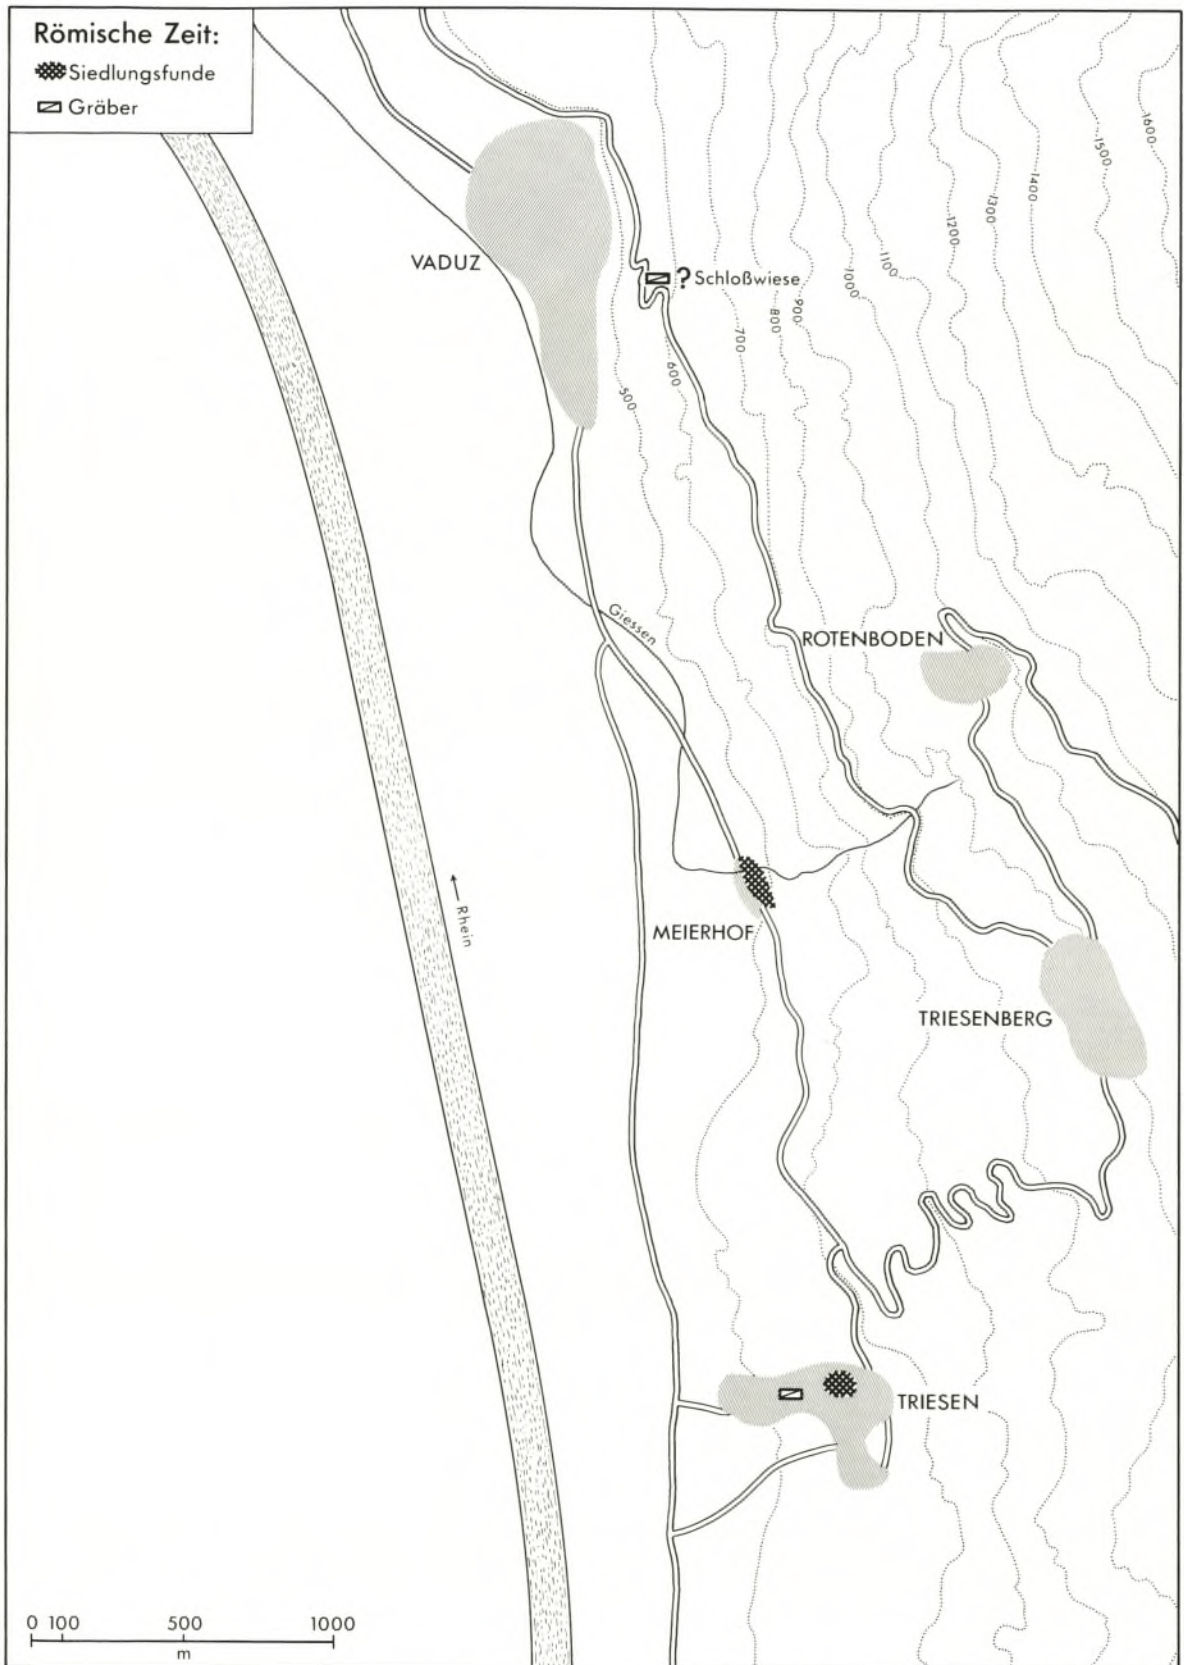 Römische Zeit:
Siedlungsfunde
Gräber
1600
1500
1400
1300
1200
1100
1000
900
800
700
600
500
VADUZ
? Schloßwiese
Giessen
ROTENBODEN
← Rhein
MEIERHOF
TRIESENBERG
TRIESEN
0 100 500 1000
m